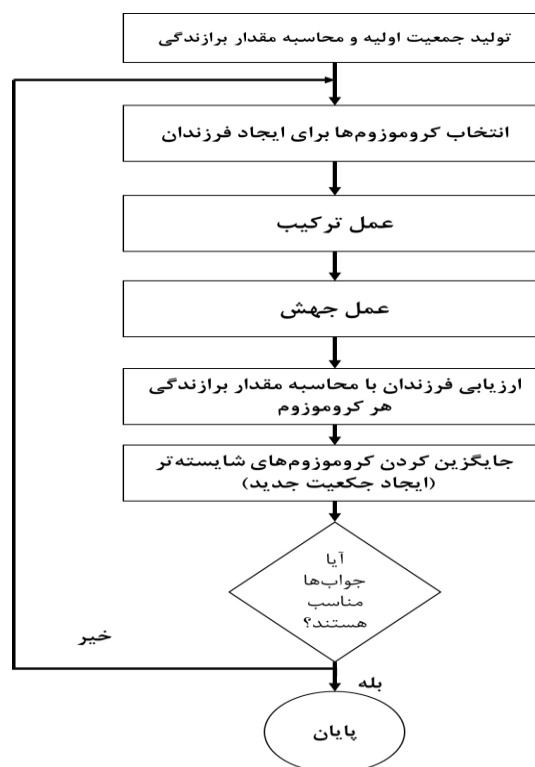 تولید جمعیت اولیه و محاسبه مقدار برازندگی
انتخاب کروموزوم‌ها برای ایجاد فرزندان
عمل ترکیب
عمل جهش
ارزیابی فرزندان با محاسبه مقدار برازندگی
هر کروموزوم
جایگزین کردن کروموزوم‌های شایسته‌تر
(ایجاد جکعیت جدید)
آیا
جواب‌ها
مناسب
هستند؟
خیر
بله
پایان